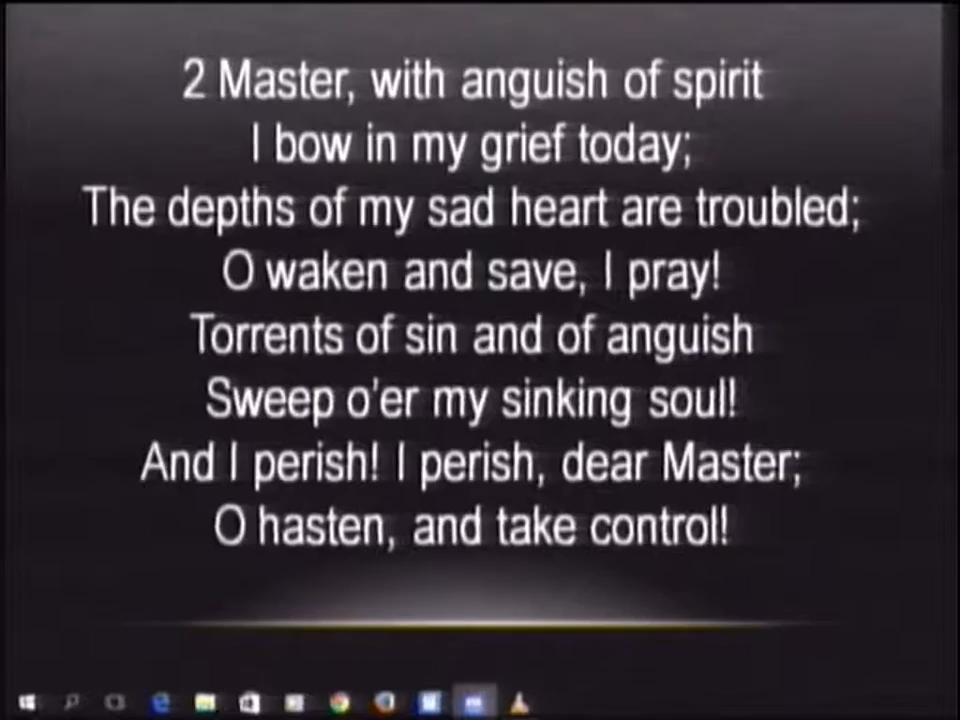 2 Master, with anguish of spirit
I bow in my grief today;
The depths of my sad heart are troubled;
O waken and save, I pray!
Torrents of sin and of anguish
Sweep o'er my sinking soul!
And I perish! I perish, dear Master;
O hasten, and take control!